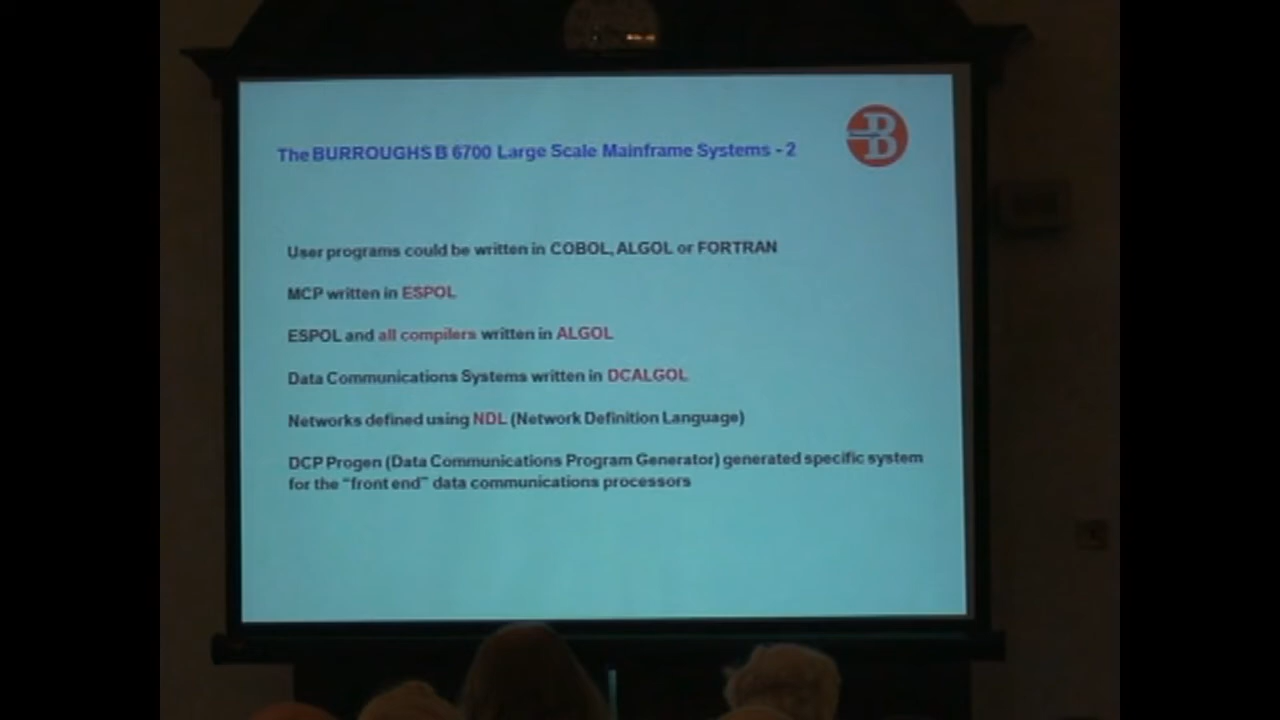 The BURROUGHS B 6700 Large Scale Mainframe Systems - 2
User programs could be written in COBOL, ALGOL or FORTRAN
MCP written in ESPOL
ESPOL and all compilers written in ALGOL
Data Communications Systems written in DCALGOL
Networks defined using NDL (Network Definition Language)
DCP Progen (Data Communications Program Generator) generated specific system
for the “front end” data communications processors